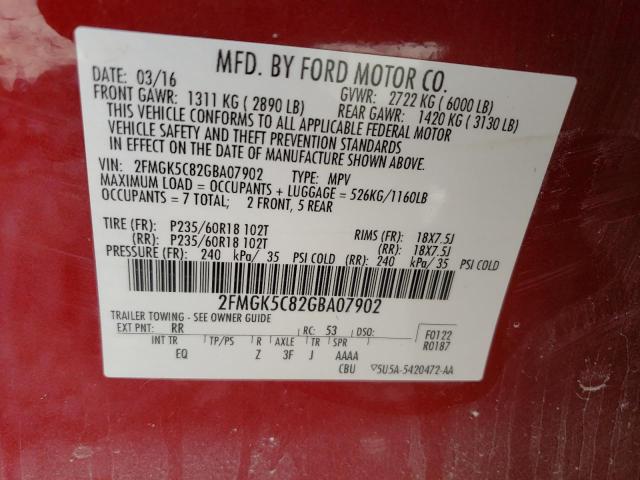 MFD. BY FORD MOTOR CO.
DATE: 03/16 GVWR: 2722 KG (6000 LB)
FRONT GAWR: 1311 KG ( 2890 LB) REAR GAWR: 1420 KG ( 3130 LB)
THIS VEHICLE CONFORMS TO ALL APPLICABLE FEDERAL MOTOR
VEHICLE SAFETY AND THEFT PREVENTION STANDARDS
IN EFFECT ON THE DATE OF MANUFACTURE SHOWN ABOVE.
VIN: 2FMGK5C82GBA07902 TYPE: MPV
MAXIMUM LOAD = OCCUPANTS + LUGGAGE = 526KG/1160LB
OCCUPANTS = 7 TOTAL; 2 FRONT, 5 REAR
TIRE (FR): P235/60R18 102T RIMS (FR): 18X7.5J
(RR): P235/60R18 102T (RR): 18X7.5J
PRESSURE (FR): 240 kPa/ 35 PSI COLD (RR): 240 kPa/ 35 PSI COLD
2FMGK5C82GBA07902
TRAILER TOWING - SEE OWNER GUIDE
EXT PNT: RR RC: 53 DSO: F0122
INT TR TP/PS R AXLE TR SPR R0187
EQ Z 3F J AAAA
CBU 5U5A-5420472-AA